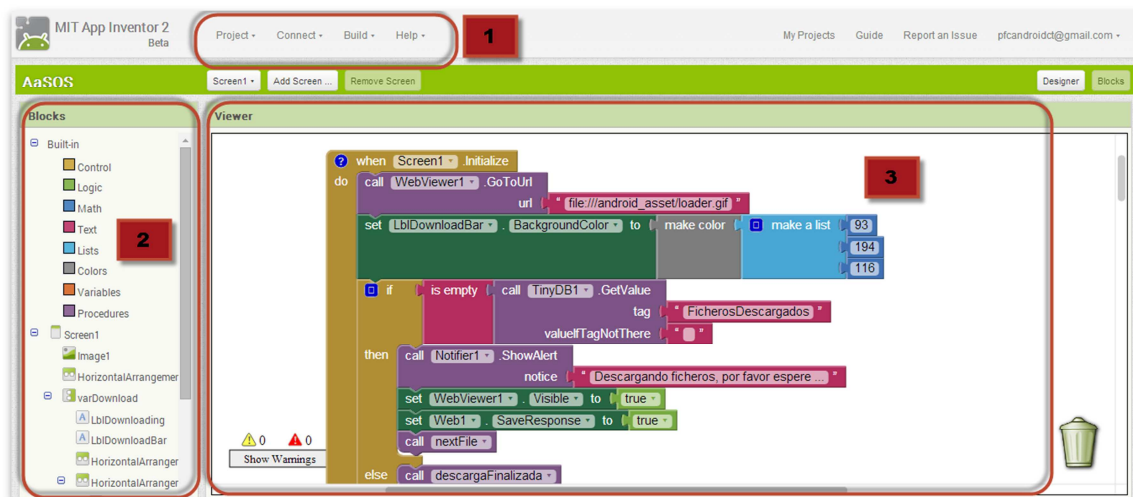 MIT App Inventor 2
Beta
Project Connect Build Help
1
My Projects Guide Report an Issue pfcandroidct@gmail.com
AaSOS
Screen1 Add Screen ... Remove Screen
Designer Blocks
Blocks
Built-in
Control
Logic
Math
Text
2
Lists
Colors
Variables
Procedures
Screen1
Image1
HorizontalArrangemer
varDownload
LblDownloading
LblDownloadBar
HorizontalArranger
HorizontalArranger
Viewer
3
? when Screen1 .Initialize
do call WebViewer1 .GoToUrl
url " file:///android_asset/loader.gif "
set LblDownloadBar . BackgroundColor to make color make a list 93
194
116
if is empty call TinyDB1 .GetValue
tag " FicherosDescargados "
valueIfTagNotThere " "
then call Notifier1 .ShowAlert
notice " Descargando ficheros, por favor espere ... "
set WebViewer1 . Visible to true
set Web1 . SaveResponse to true
call nextFile
else call descargaFinalizada
0 0
Show Warnings